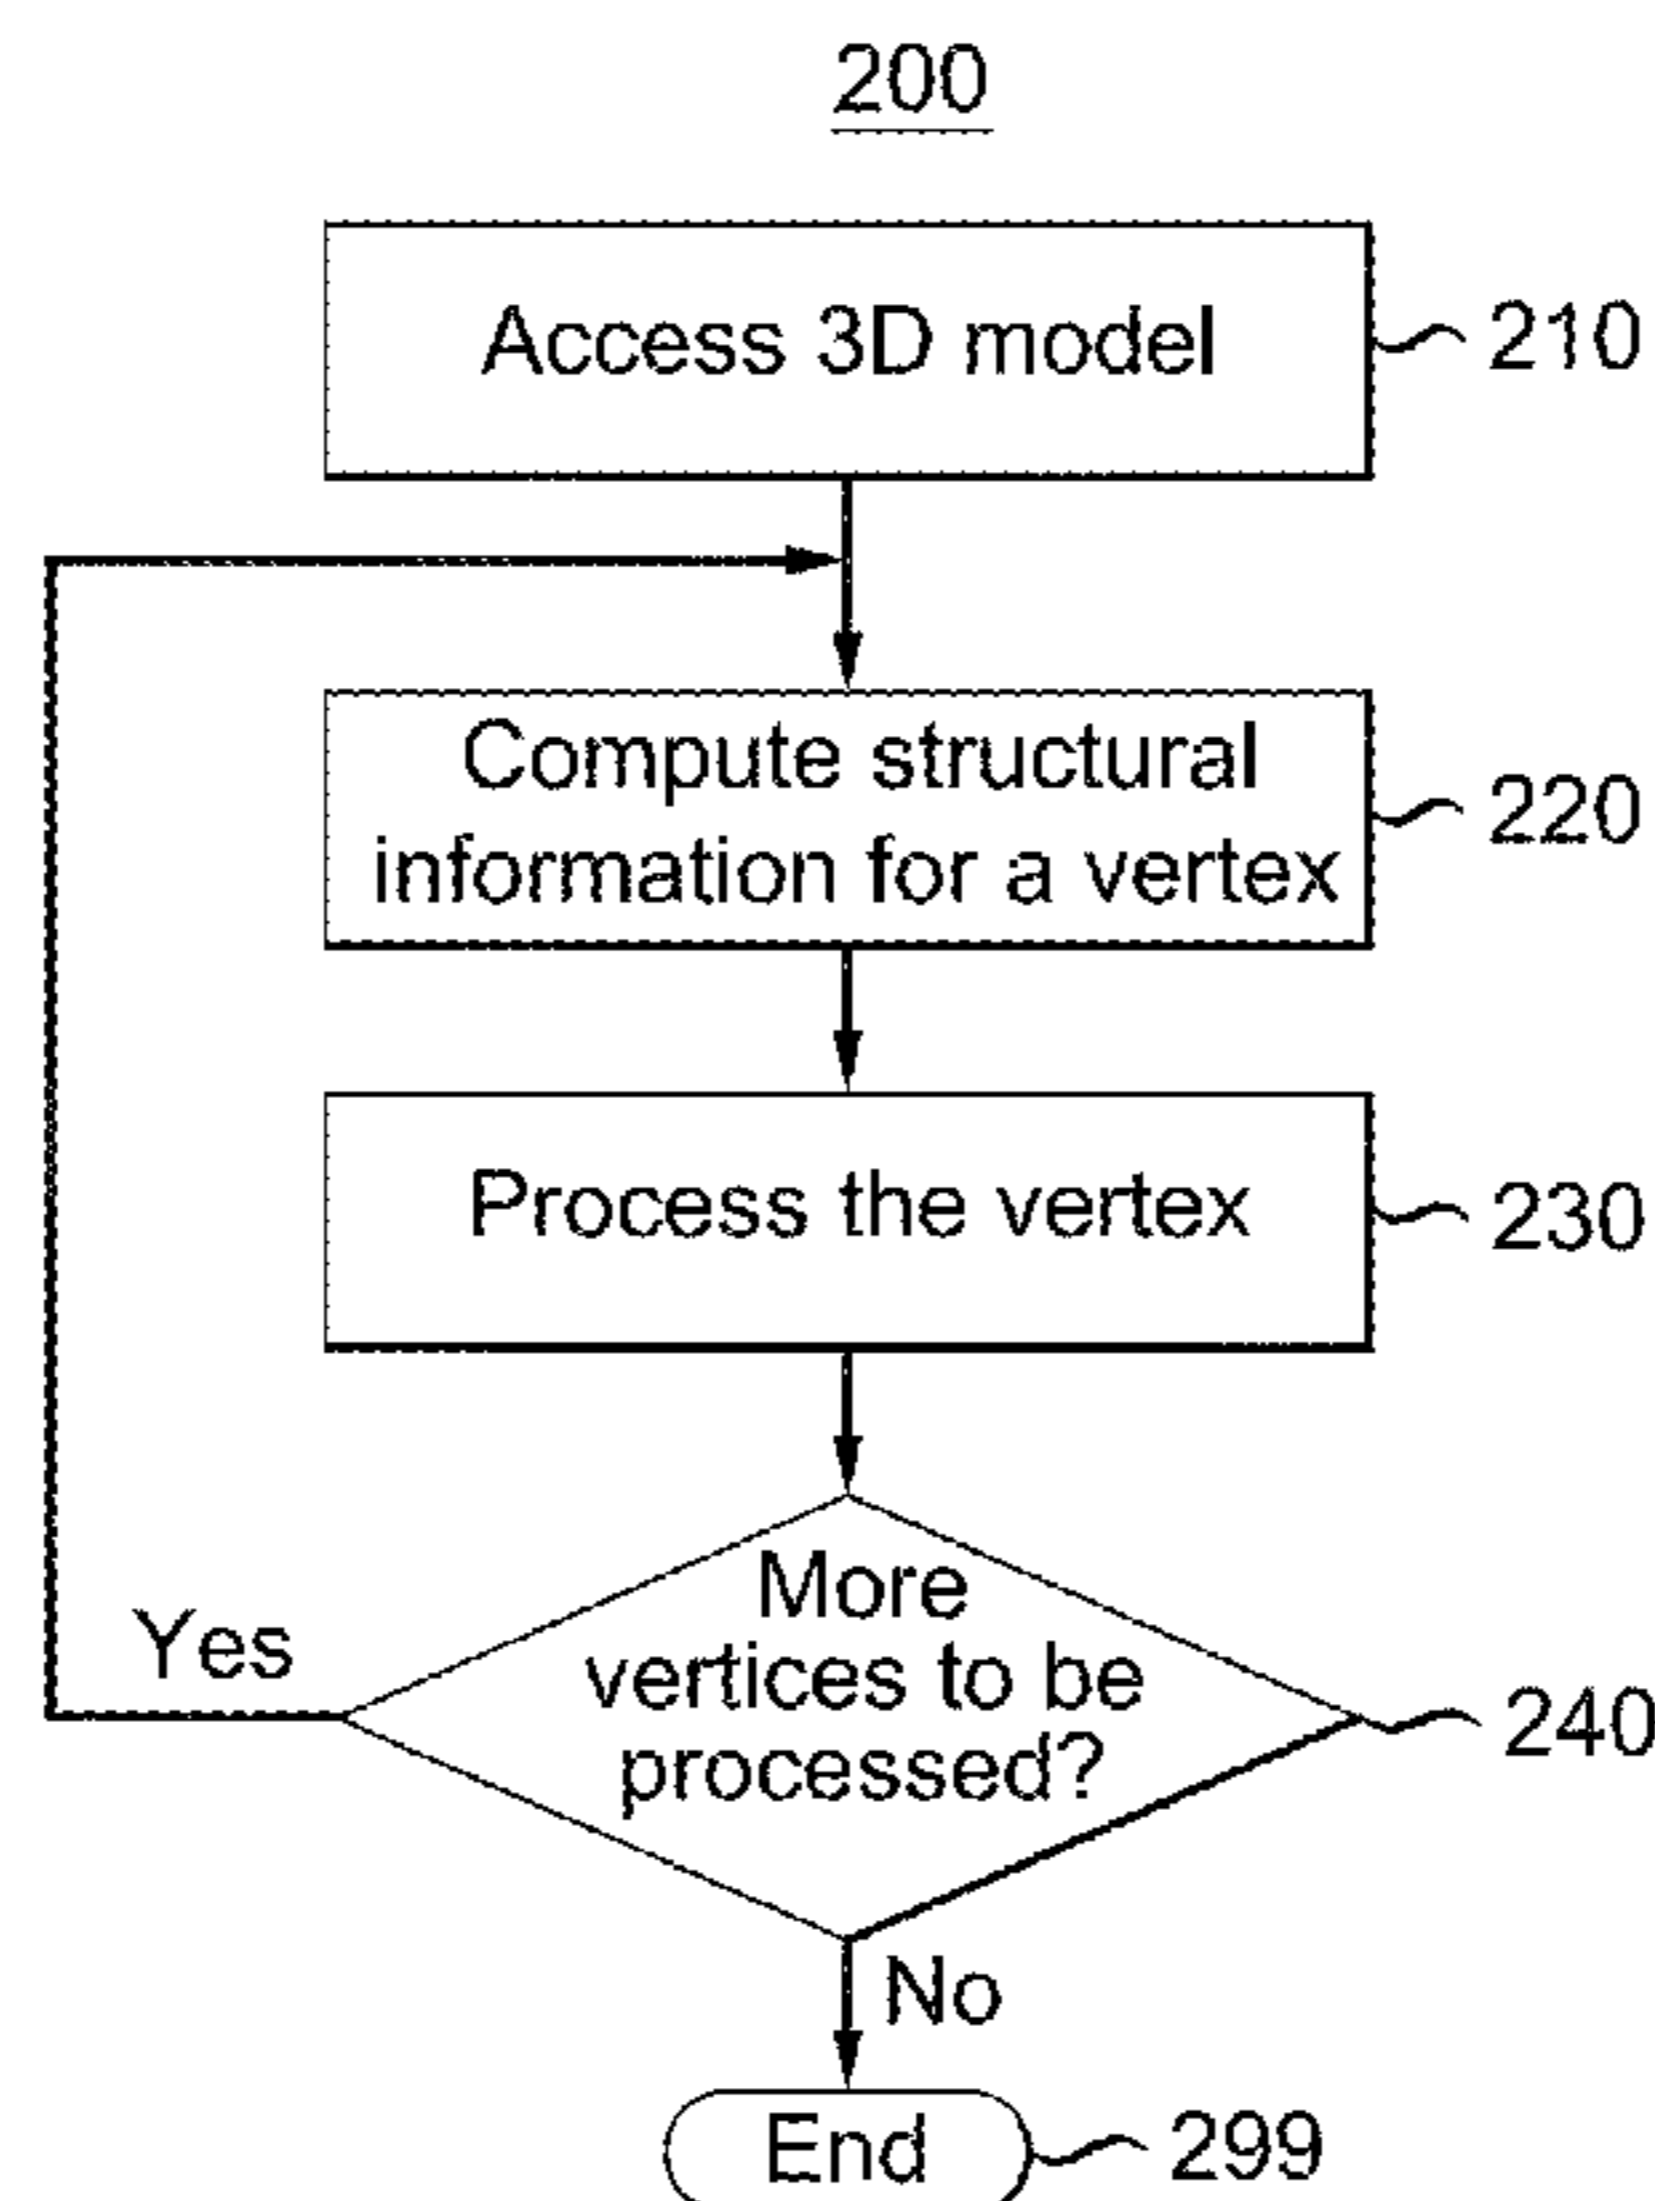 200
Access 3D model
210
Compute structural
information for a vertex
220
Process the vertex
230
More
vertices to be
processed?
240
Yes
No
End
299